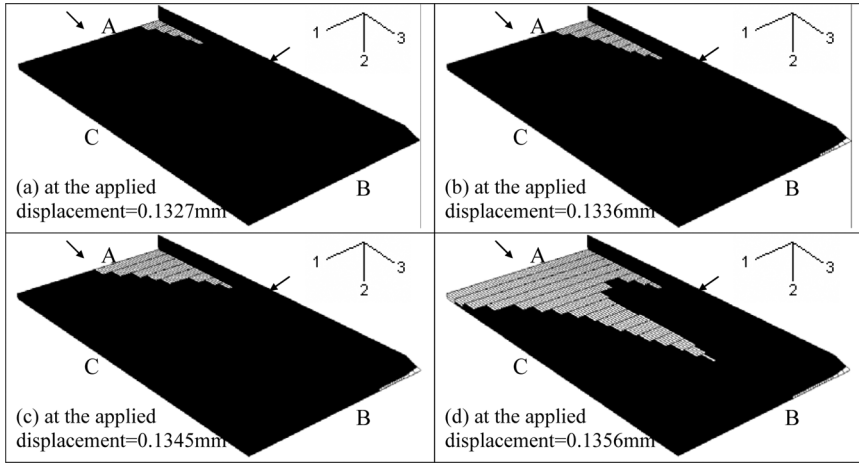 A
1
3
2
C
(a) at the applied
displacement=0.1327mm
B
A
1
3
2
C
(b) at the applied
displacement=0.1336mm
B
A
1
3
2
C
(c) at the applied
displacement=0.1345mm
B
A
1
3
2
C
(d) at the applied
displacement=0.1356mm
B